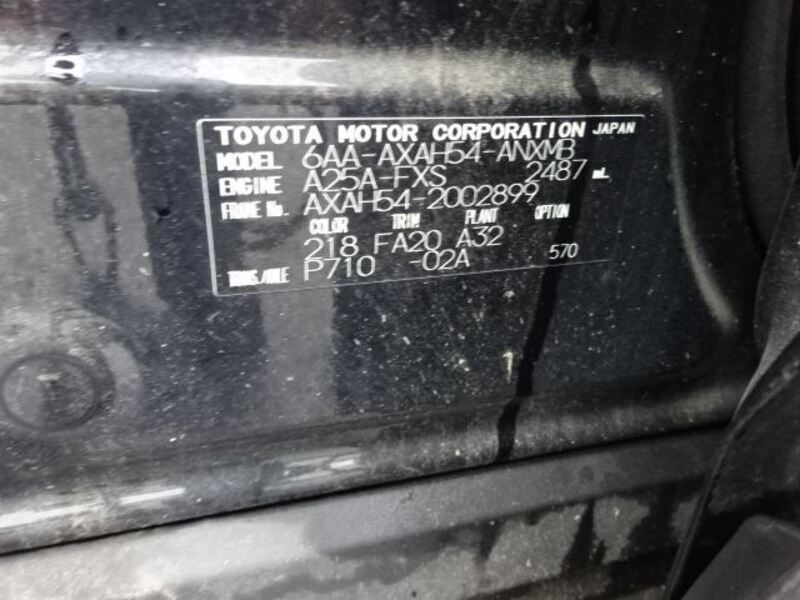 TOYOTA MOTOR CORPORATION JAPAN
MODEL 6AA-AXAH54-ANXMB
ENGINE A25A-FXS 2487 mL
FRAME No. AXAH54-2002899
COLOR TRIM PLANT OPTION
218 FA20 A32
TRANS./AXLE P710 -02A 570